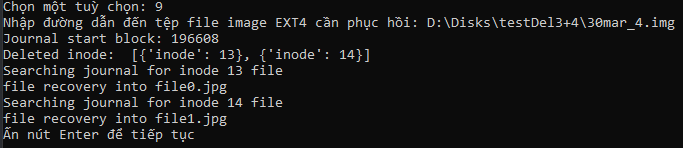 Chọn một tuỳ chọn: 9
Nhập đường dẫn đến tệp file image EXT4 cần phục hồi: D:\Disks\testDel3+4\30mar_4.img
Journal start block: 196608
Deleted inode:  [{'inode': 13}, {'inode': 14}]
Searching journal for inode 13 file
file recovery into file0.jpg
Searching journal for inode 14 file
file recovery into file1.jpg
Ấn nút Enter để tiếp tục